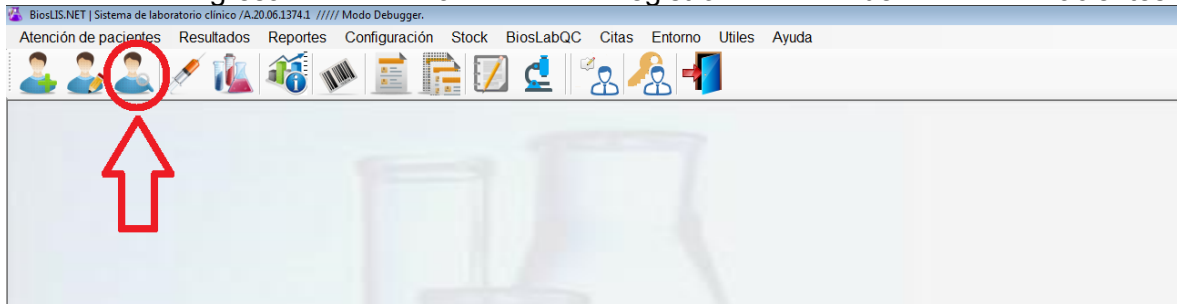 BiosLIS.NET | Sistema de laboratorio clínico /A.20.06.1374.1 ///// Modo Debugger.
Atención de pacientes Resultados Reportes Configuración Stock BiosLabQC Citas Entorno Utiles Ayuda